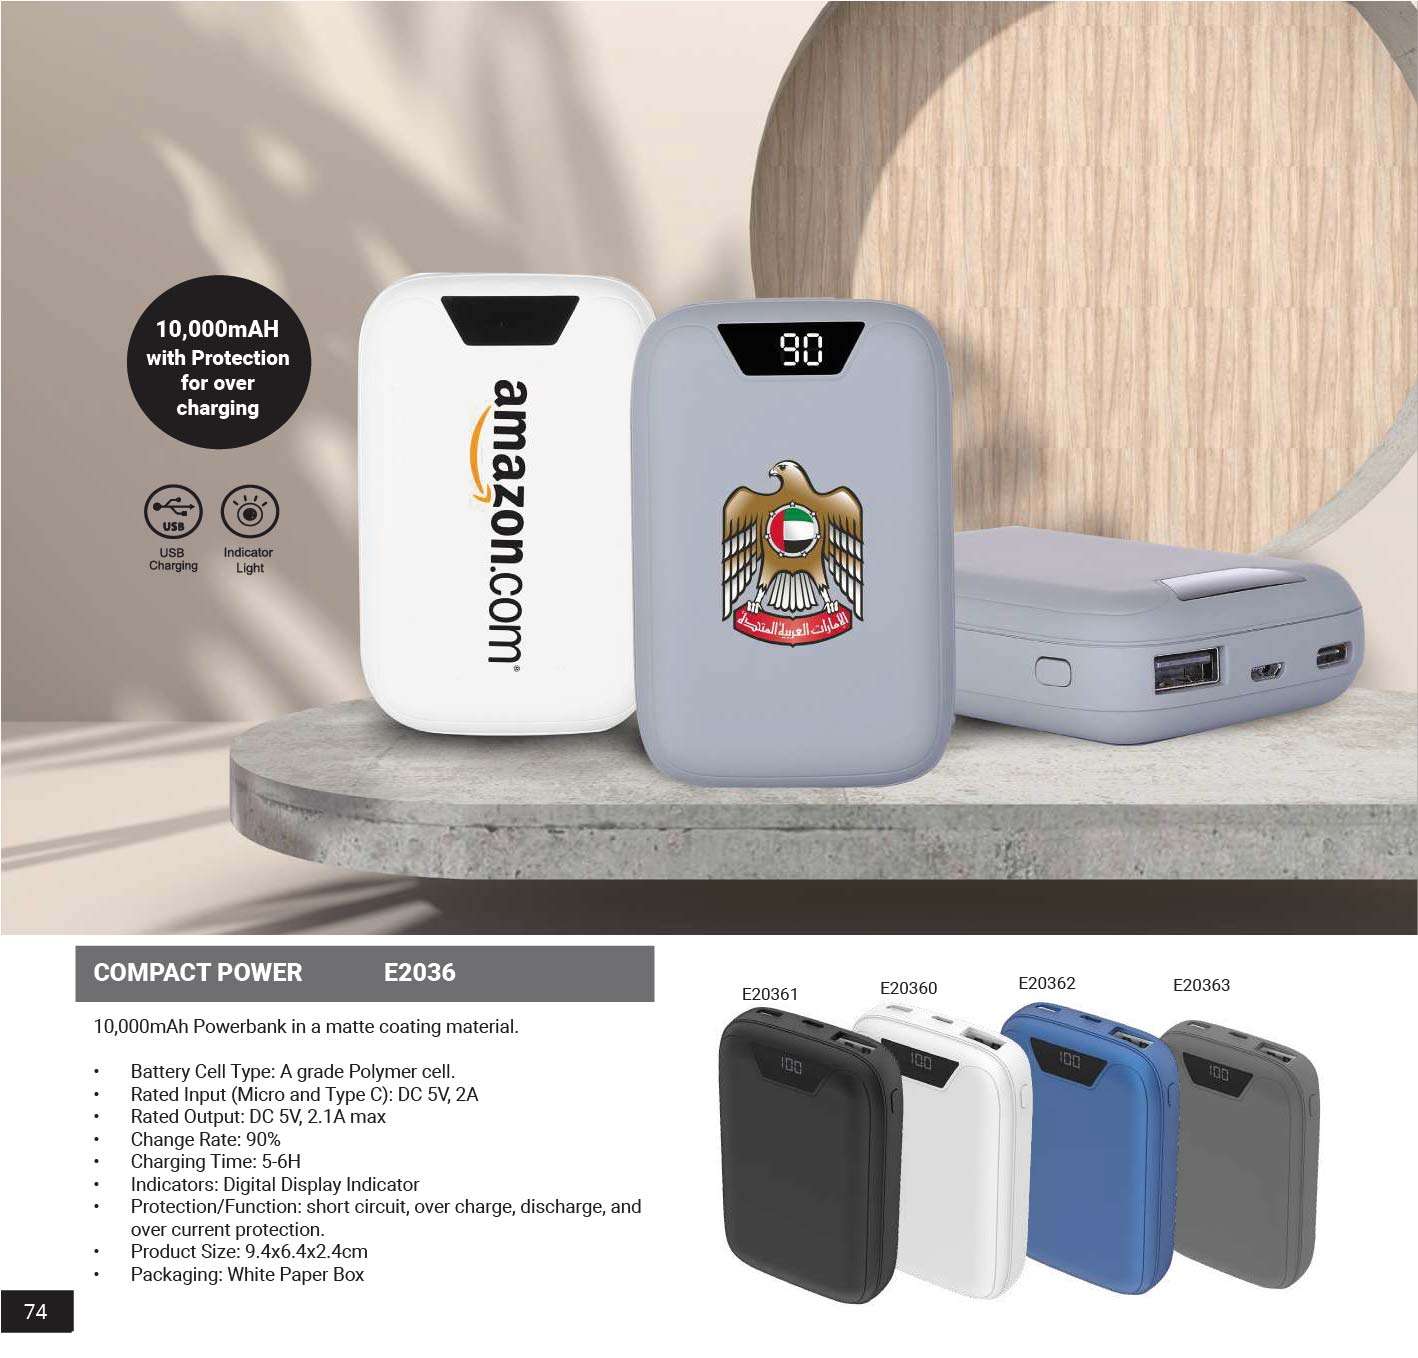 10,000mAH
with Protection
for over
charging
USB
USB
Charging
Indicator
Light
amazon.com®
90
الإمارات العربية المتحدة
COMPACT POWER E2036
10,000mAh Powerbank in a matte coating material.
• Battery Cell Type: A grade Polymer cell.
• Rated Input (Micro and Type C): DC 5V, 2A
• Rated Output: DC 5V, 2.1A max
• Change Rate: 90%
• Charging Time: 5-6H
• Indicators: Digital Display Indicator
• Protection/Function: short circuit, over charge, discharge, and
over current protection.
• Product Size: 9.4x6.4x2.4cm
• Packaging: White Paper Box
E20361
E20360
E20362
E20363
100
100
100
100
74